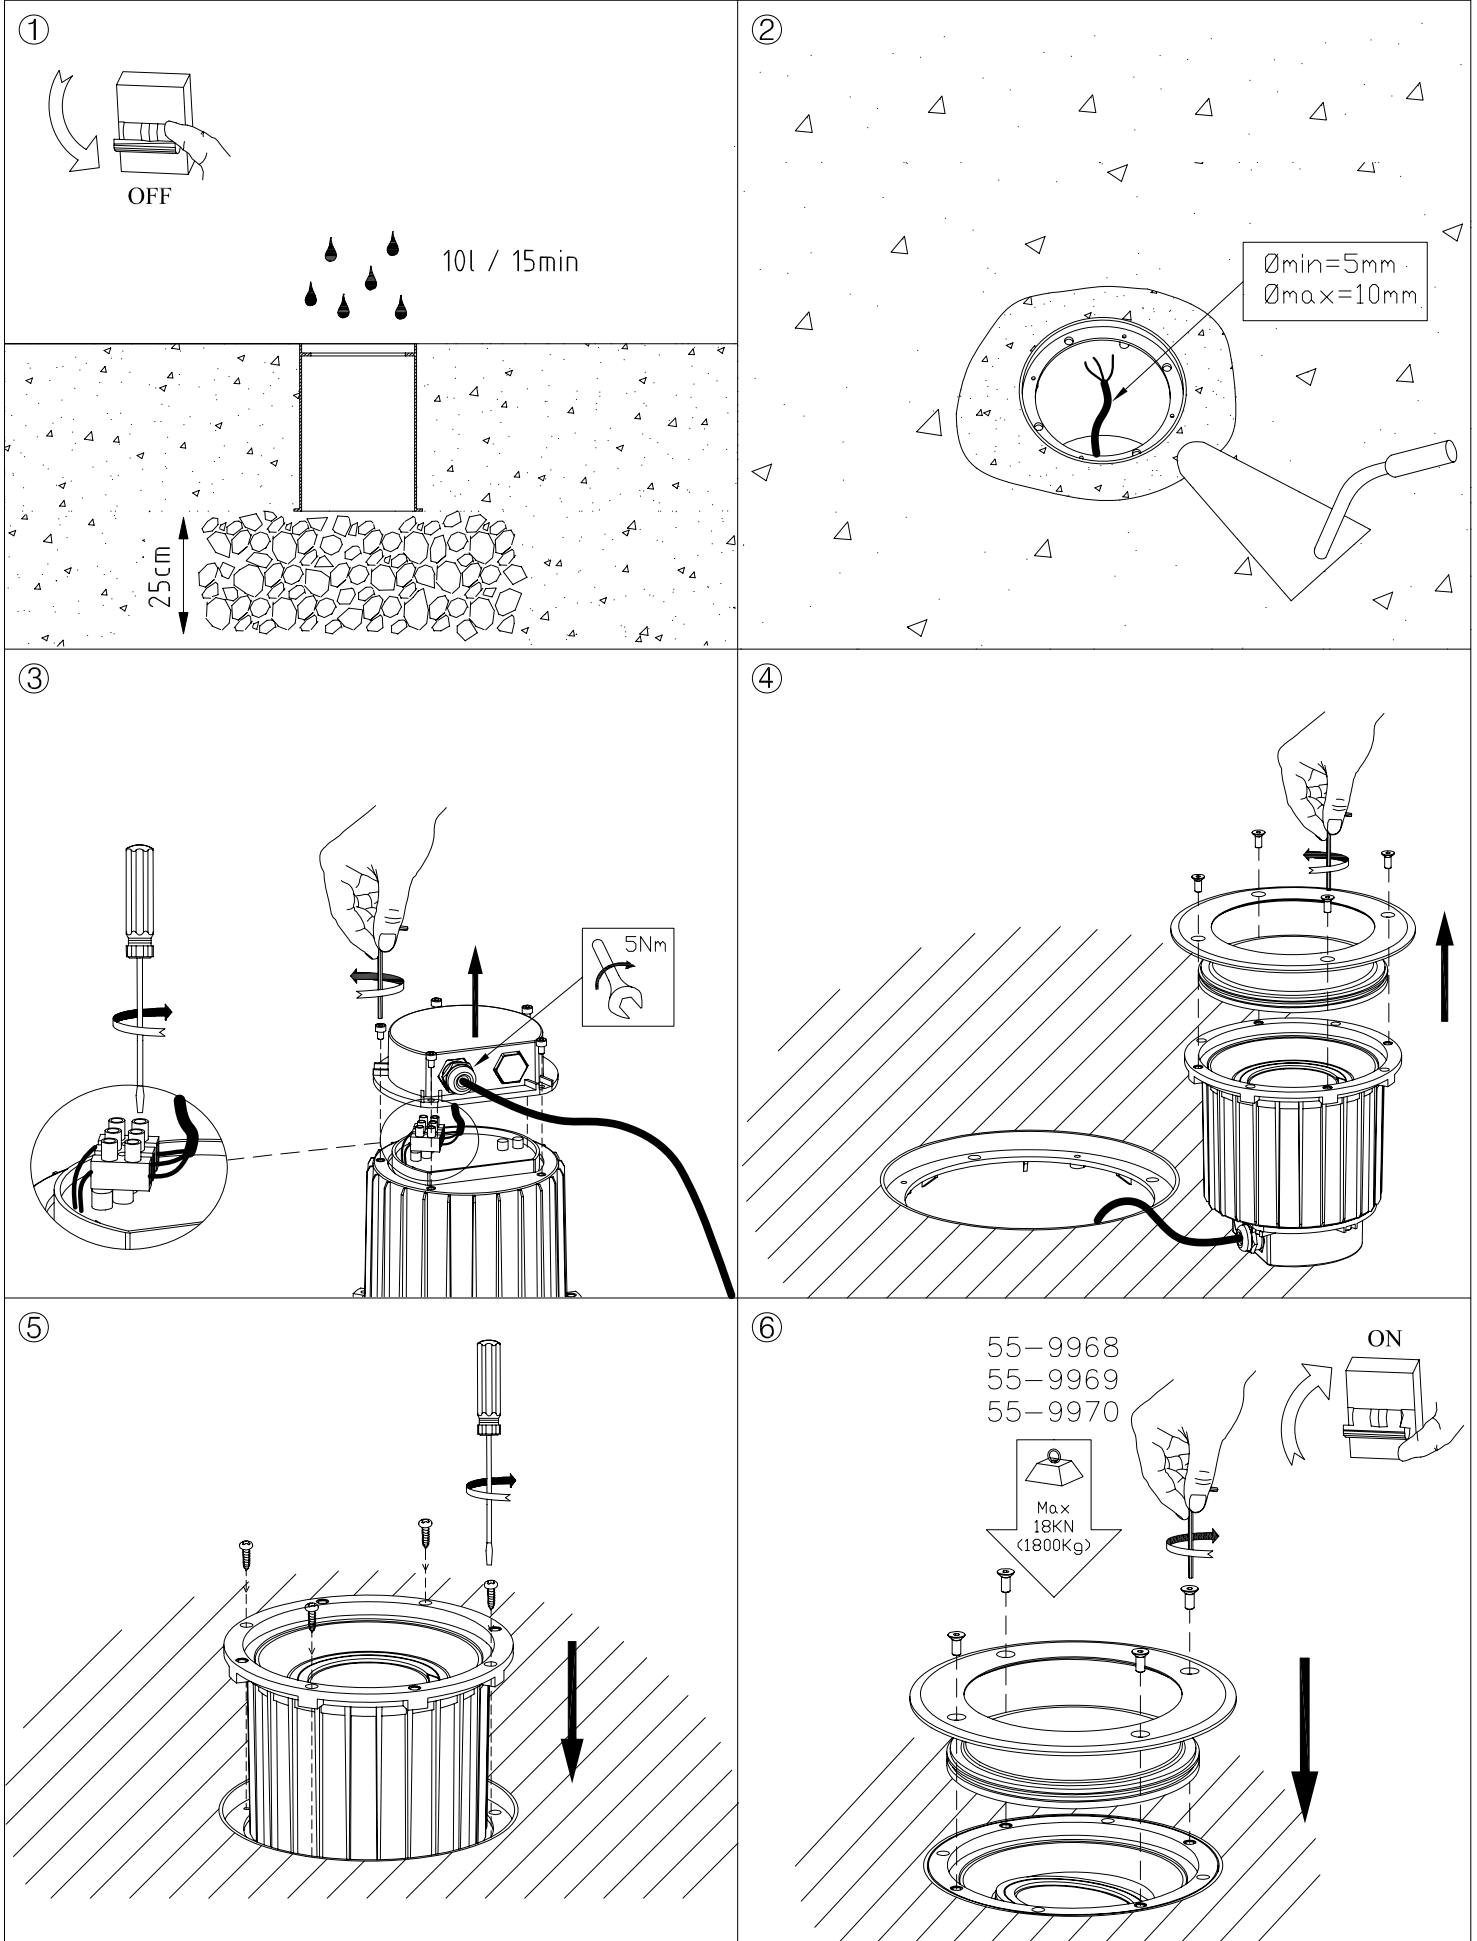 ①
OFF
10l / 15min
25cm
②
Ømin=5mm
Ømax=10mm
③
5Nm
④
⑤
⑥
55-9968
55-9969
55-9970
ON
Max
18KN
(1800Kg)